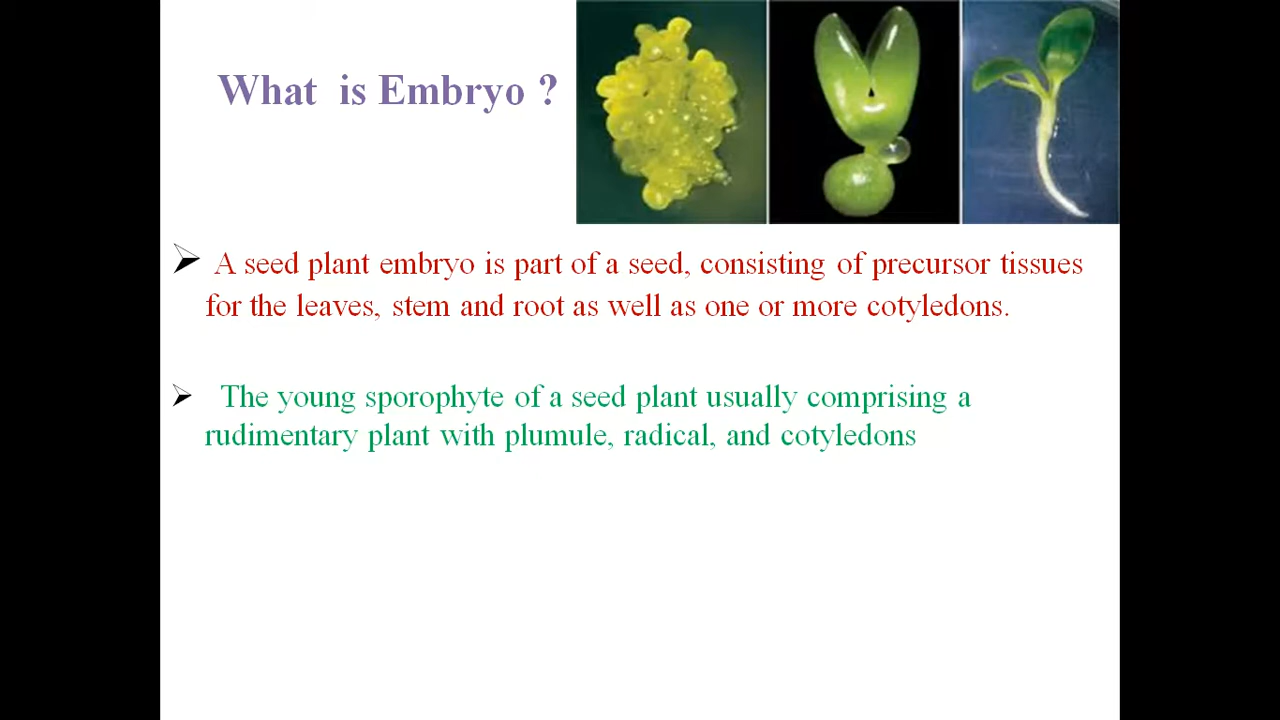 What is Embryo ?
➢ A seed plant embryo is part of a seed, consisting of precursor tissues
for the leaves, stem and root as well as one or more cotyledons.
➢ The young sporophyte of a seed plant usually comprising a
rudimentary plant with plumule, radical, and cotyledons